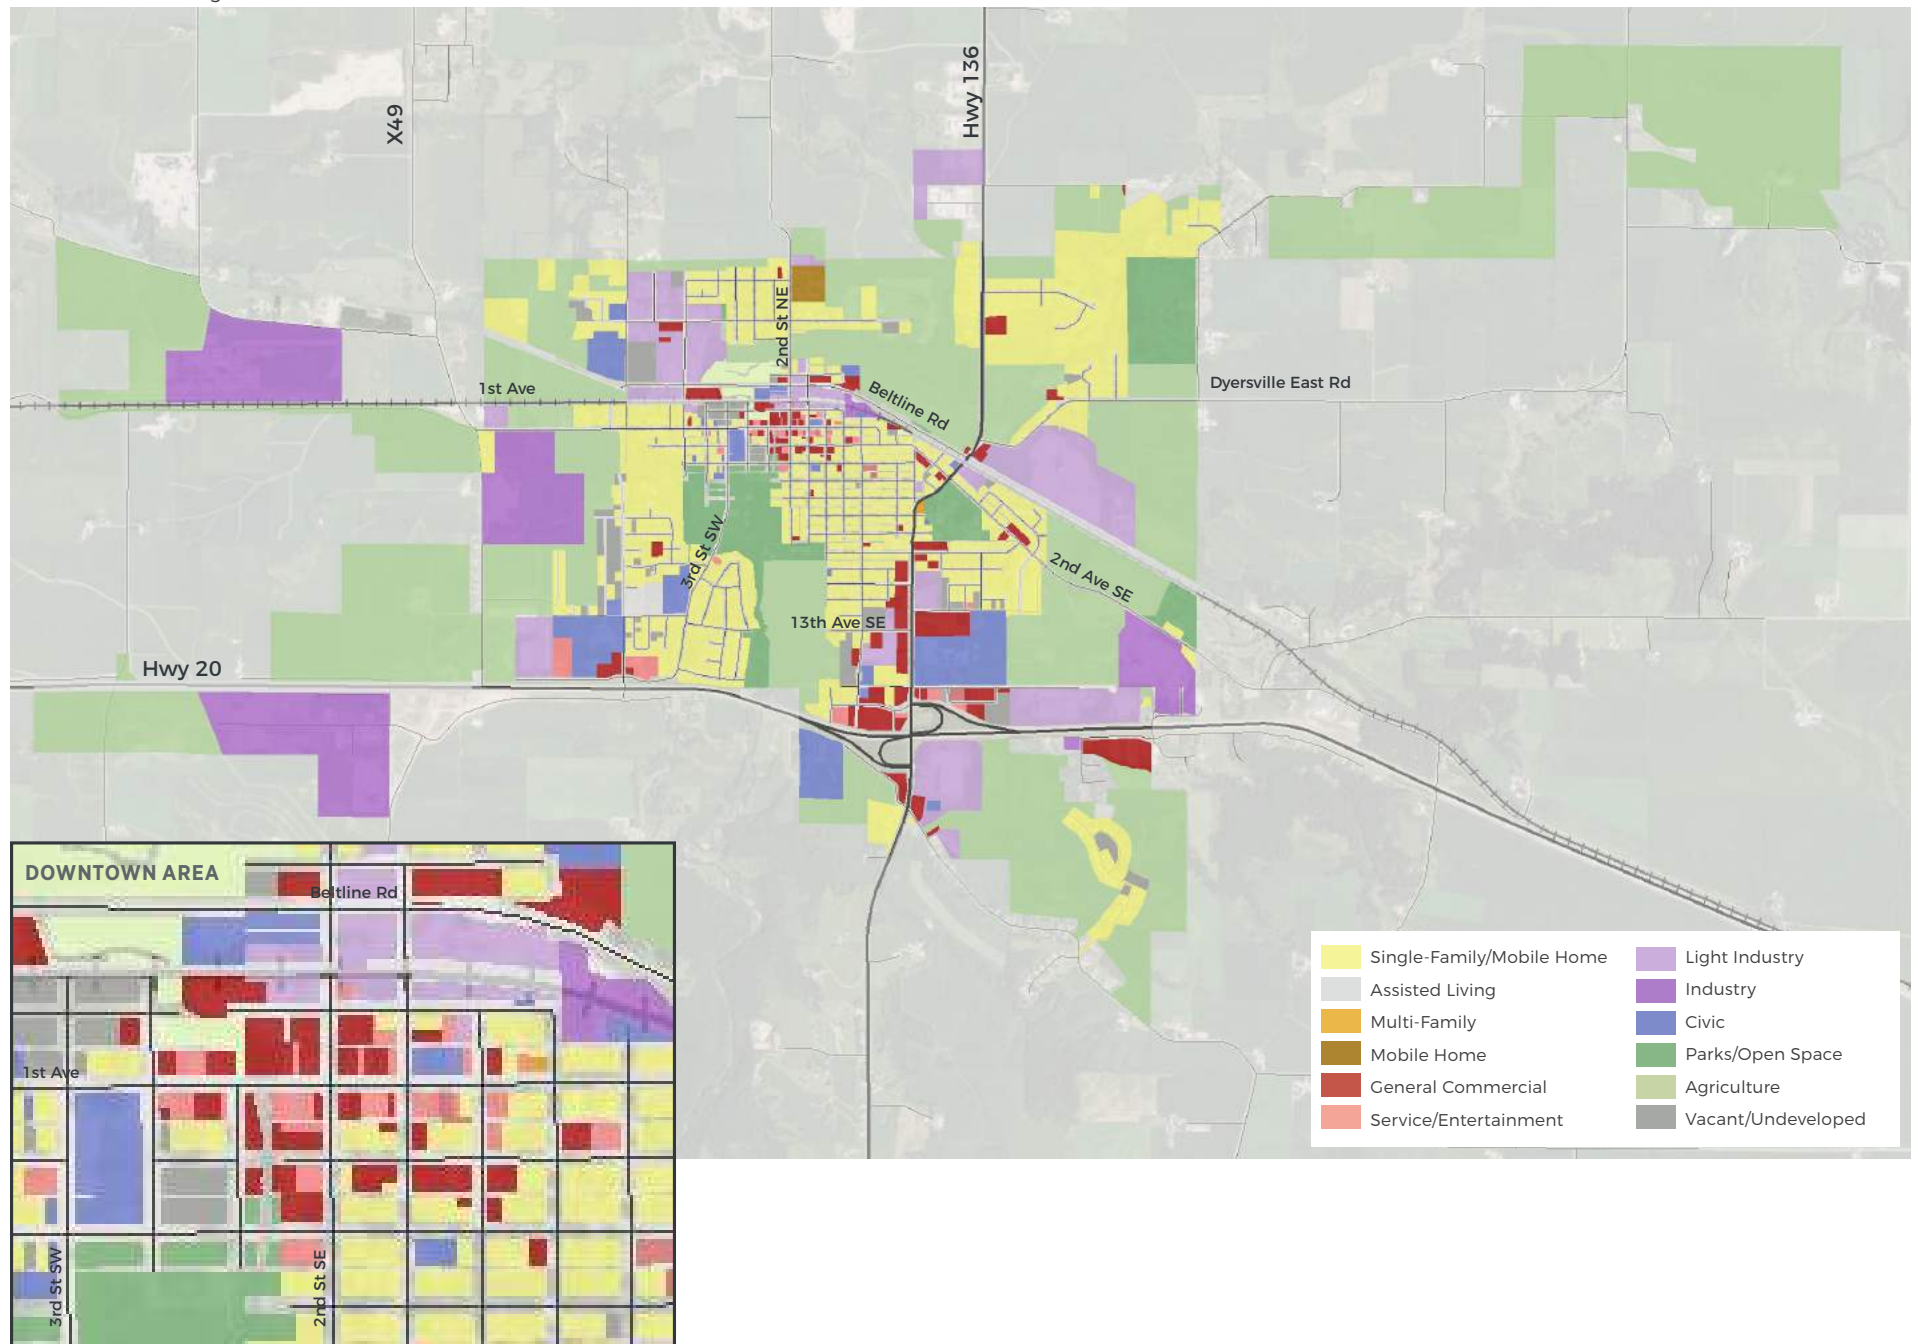 X49
Hwy 136
2nd St NE
1st Ave
Beltline Rd
Dyersville East Rd
3rd St SW
2nd Ave SE
13th Ave SE
Hwy 20
DOWNTOWN AREA
Beltline Rd
1st Ave
3rd St SW
2nd St SE
Single-Family/Mobile Home
Assisted Living
Multi-Family
Mobile Home
General Commercial
Service/Entertainment
Light Industry
Industry
Civic
Parks/Open Space
Agriculture
Vacant/Undeveloped